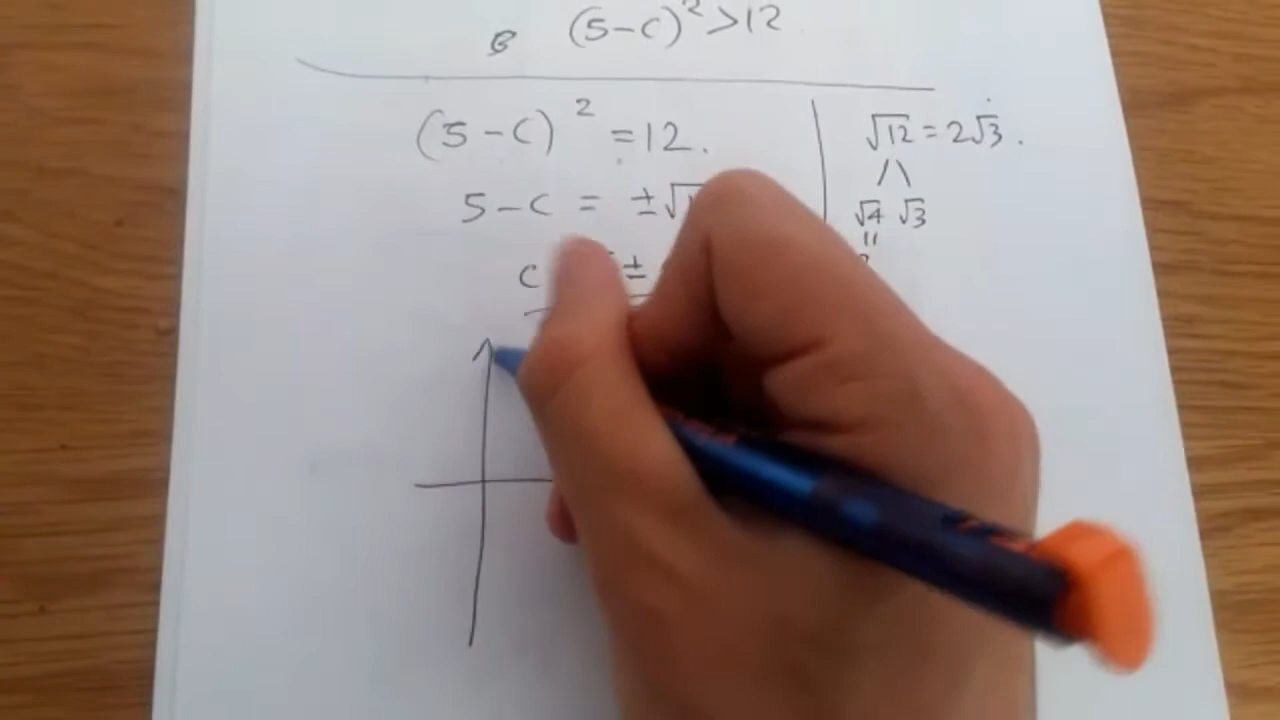 (5-c)² > 12
(5-c)² = 12.
5-c = ±√
c ±
√12 = 2√3.
√4 √3